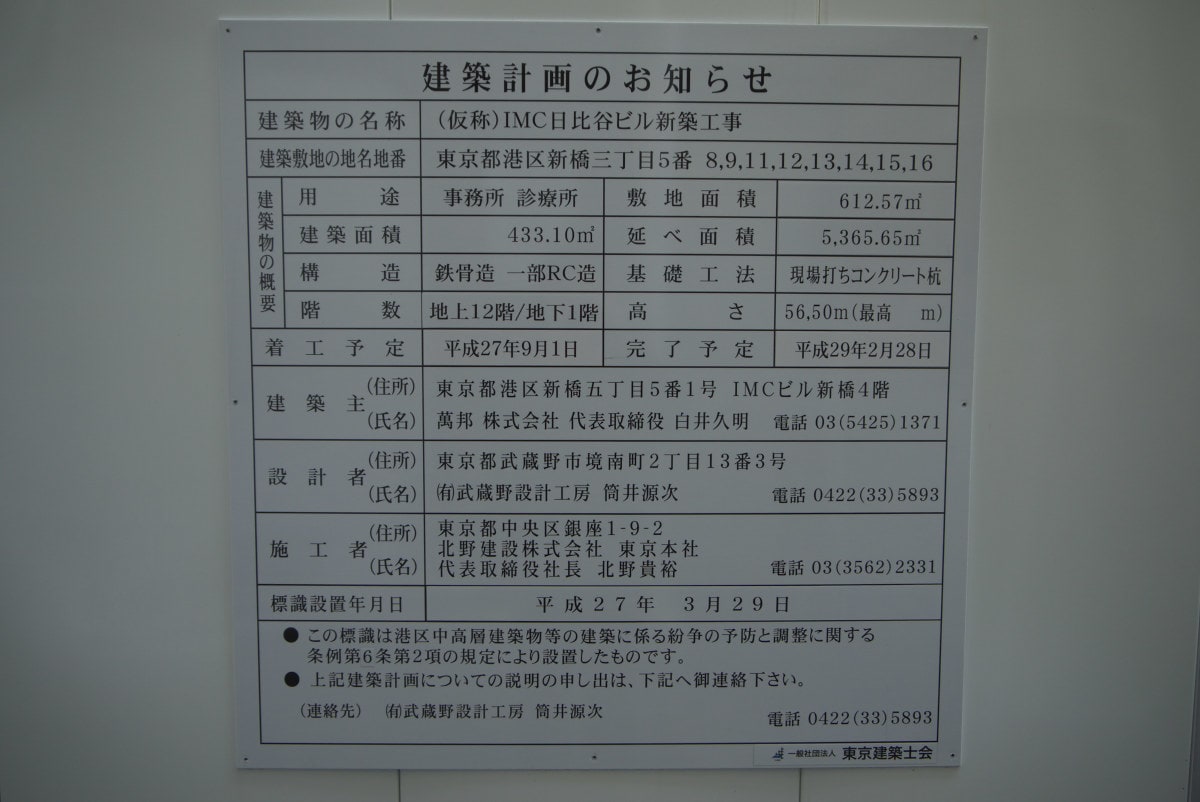 建築計画のお知らせ
建築物の名称 (仮称)IMC日比谷ビル新築工事
建築敷地の地名地番 東京都港区新橋三丁目5番 8,9,11,12,13,14,15,16
建築物の概要
用途 事務所 診療所 敷地面積 612.57㎡
建築面積 433.10㎡ 延べ面積 5,365.65㎡
構造 鉄骨造 一部RC造 基礎工法 現場打ちコンクリート杭
階数 地上12階/地下1階 高さ 56,50m(最高 m)
着工予定 平成27年9月1日 完了予定 平成29年2月28日
建築主 (住所) 東京都港区新橋五丁目5番1号 IMCビル新橋4階
(氏名) 萬邦 株式会社 代表取締役 白井久明 電話 03(5425)1371
設計者 (住所) 東京都武蔵野市境南町2丁目13番3号
(氏名) ㈲武蔵野設計工房 筒井源次 電話 0422(33)5893
施工者 (住所) 東京都中央区銀座1-9-2
北野建設株式会社 東京本社
(氏名) 代表取締役社長 北野貴裕 電話 03(3562)2331
標識設置年月日 平成27年 3月29日
● この標識は港区中高層建築物等の建築に係る紛争の予防と調整に関する
条例第6条第2項の規定により設置したものです。
● 上記建築計画についての説明の申し出は、下記へ御連絡下さい。
(連絡先) ㈲武蔵野設計工房 筒井源次 電話 0422(33)5893
一般社団法人 東京建築士会